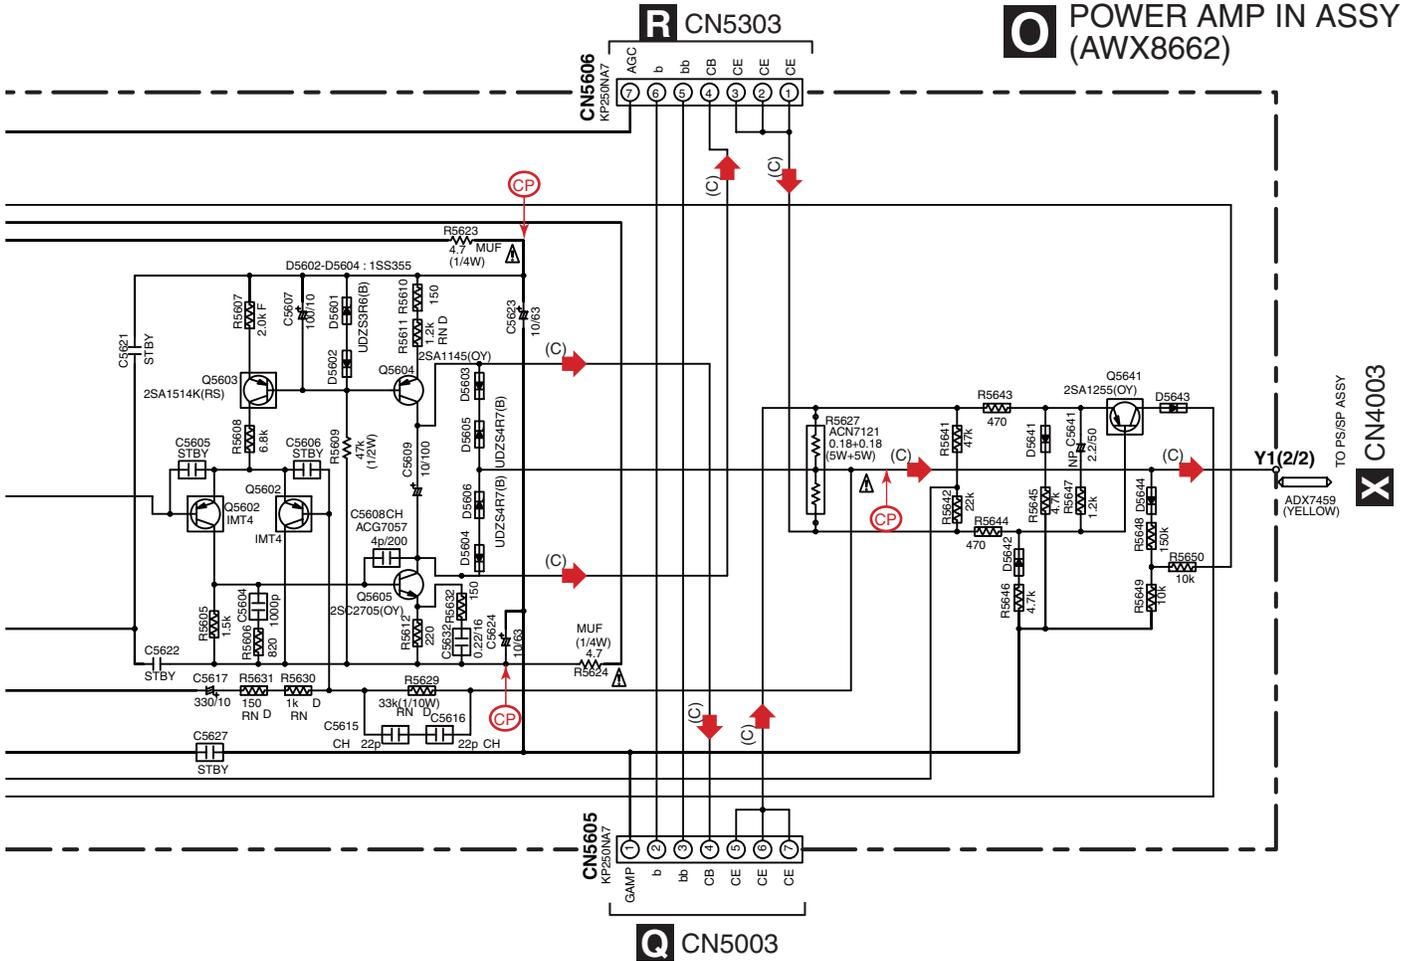 R CN5303
O POWER AMP IN ASSY
(AWX8662)
CN5606
KP250NA7
AGC b bb CB CE CE CE
7 6 5 4 3 2 1
(C)
(C)
CP
R5623
4.7
(1/4W)
MUF
D5602-D5604 : 1SS355
R5607
2.0k F
C5607
100/10
D5601
UDZS3R6(B)
D5602
R5610
150
R5611
1.2k
RN D
C5623
10/63
C5621
STBY
Q5603
2SA1514K(RS)
2SA1145(OY)
Q5604
(C)
D5603
D5605
UDZS4R7(B)
R5608
6.8k
R5609
47k
(1/2W)
C5609
10/100
C5605
STBY
C5606
STBY
Q5602
IMT4
Q5602
IMT4
D5606
UDZS4R7(B)
D5604
C5608CH
ACG7057
4p/200
(C)
Q5605
2SC2705(OY)
R5605
1.5k
C5604
1000p
R5606
820
R5612
220
R5632
150
C5632
0.22/16
C5624
10/63
MUF
(1/4W)
4.7
R5624
C5622
STBY
C5617
330/10
R5631
150
RN D
R5630
1k D
RN
R5629
33k(1/10W)
RN D
C5615
CH 22p
C5616
22p CH
CP
C5627
STBY
(C)
(C)
R5627
ACN7121
0.18+0.18
(5W+5W)
(C)
CP
R5641
47k
R5643
470
D5641
NP C5641
2.2/50
Q5641
2SA1255(OY)
D5643
R5642
22k
R5644
470
R5645
4.7k
R5647
1.2k
D5642
R5646
4.7k
D5644
R5648
150k
R5650
10k
R5649
10k
(C)
Y1(2/2)
ADX7459
(YELLOW)
TO PS/SP ASSY
X CN4003
CN5605
KP250NA7
1 2 3 4 5 6 7
GAMP b bb CB CE CE CE
Q CN5003